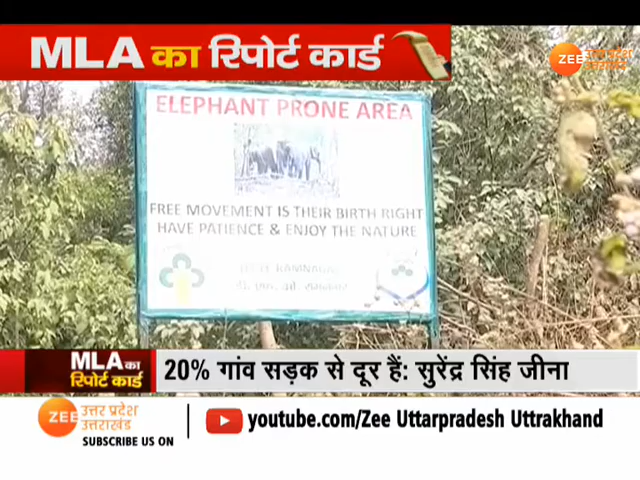 MLA का रिपोर्ट कार्ड
ZEE उत्तर प्रदेश
उत्तराखंड
ELEPHANT PRONE AREA
FREE MOVEMENT IS THEIR BIRTH RIGHT
HAVE PATIENCE & ENJOY THE NATURE
RAMNAGAR
MLA का
रिपोर्ट कार्ड
20% गांव सड़क से दूर हैं: सुरेंद्र सिंह जीना
ZEE उत्तर प्रदेश
उत्तराखंड
SUBSCRIBE US ON
youtube.com/Zee Uttarpradesh Uttrakhand